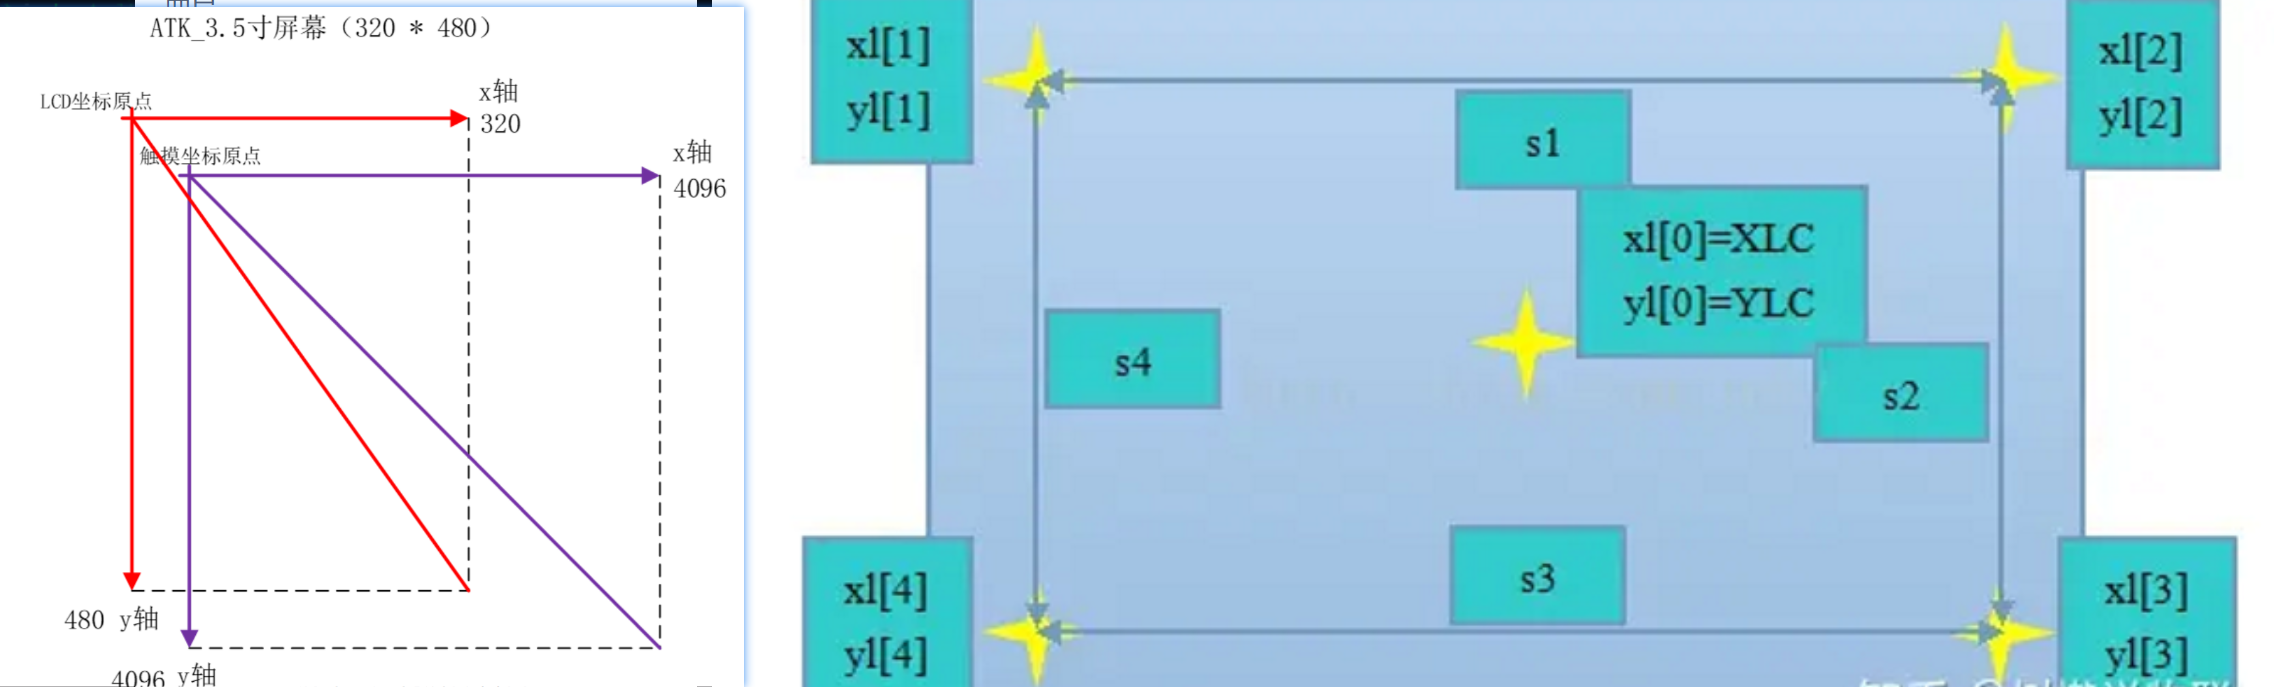 ATK_3.5寸屏幕（320 * 480）
LCD坐标原点
x轴
320
触摸坐标原点
x轴
4096
480 y轴
4096 y轴
xl[1]
yl[1]
xl[2]
yl[2]
s1
xl[0]=XLC
yl[0]=YLC
s4
s2
s3
xl[4]
yl[4]
xl[3]
yl[3]